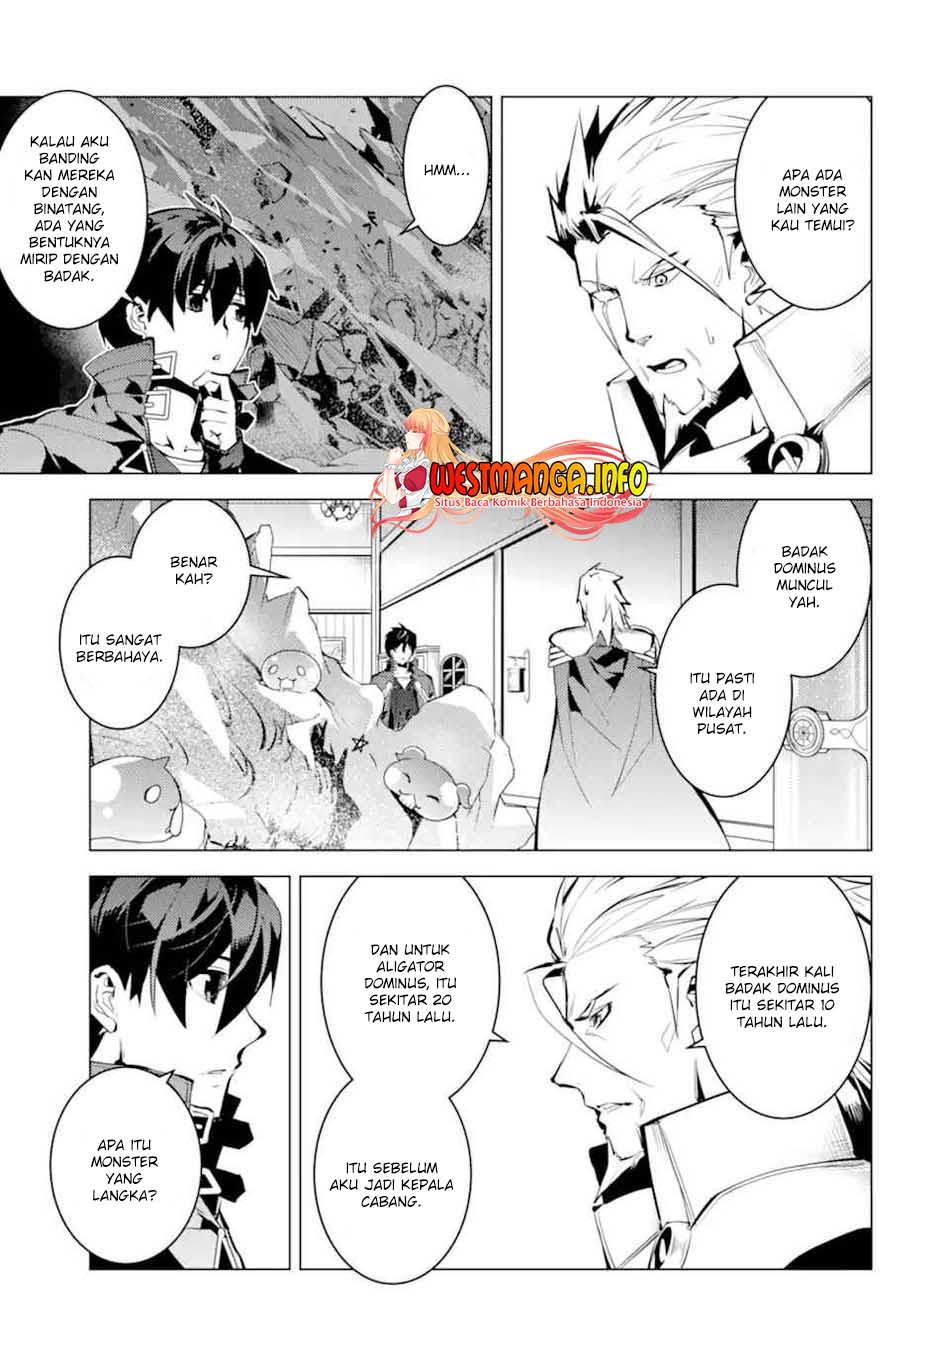 APA ADA
MONSTER
LAIN YANG
KAU TEMUI?
HMM...
KALAU AKU
BANDING
KAN MEREKA
DENGAN
BINATANG,
ADA YANG
BENTUKNYA
MIRIP DENGAN
BADAK.
WESTMANGA.INFO
Situs Baca Komik Berbahasa Indonesia
BADAK
DOMINUS
MUNCUL
YAH.
ITU PASTI
ADA DI
WILAYAH
PUSAT.
BENAR
KAH?
ITU SANGAT
BERBAHAYA.
TERAKHIR KALI
BADAK DOMINUS
ITU SEKITAR 10
TAHUN LALU.
DAN UNTUK
ALIGATOR
DOMINUS, ITU
SEKITAR 20
TAHUN LALU.
ITU SEBELUM
AKU JADI KEPALA
CABANG.
APA ITU
MONSTER
YANG
LANGKA?